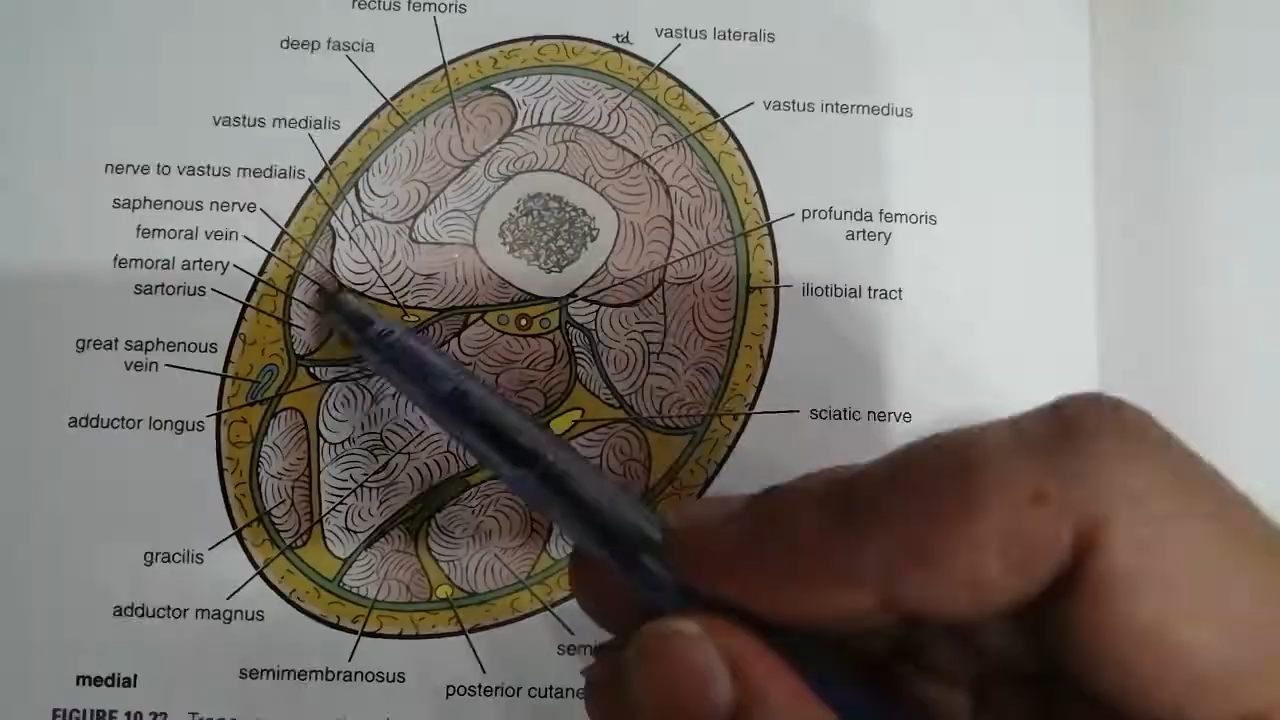 rectus femoris
deep fascia
td
vastus lateralis
vastus medialis
vastus intermedius
nerve to vastus medialis
saphenous nerve
femoral vein
profunda femoris
artery
femoral artery
sartorius
iliotibial tract
great saphenous
vein
adductor longus
sciatic nerve
gracilis
adductor magnus
semimembranosus
posterior
medial
FIGURE